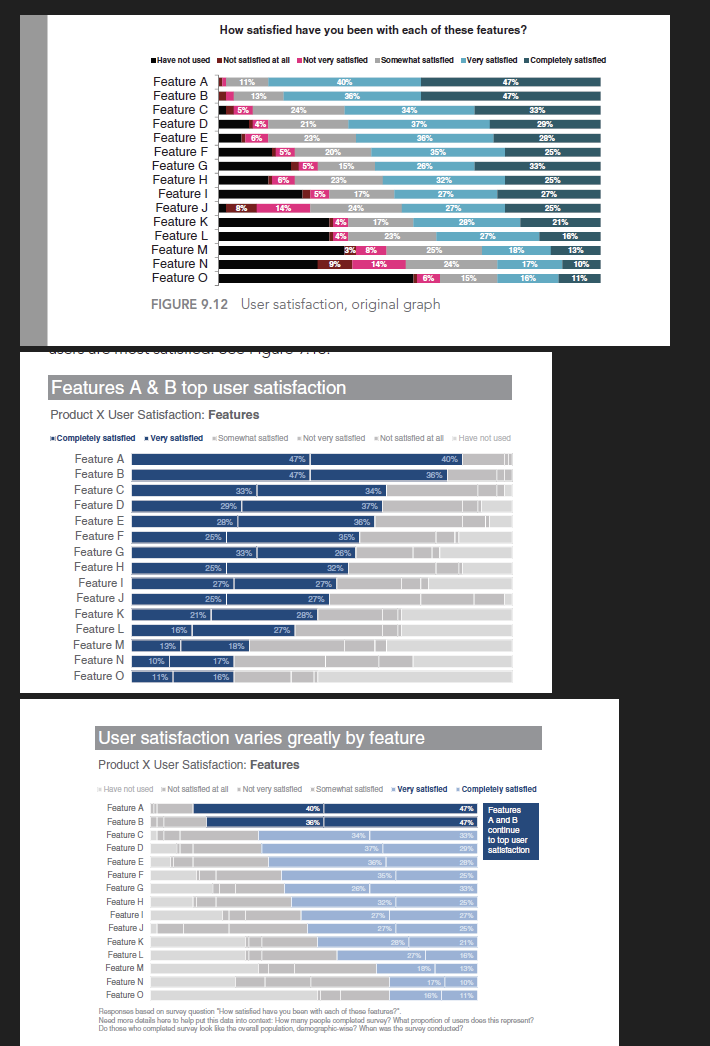 How satisfied have you been with each of these features?
Have not used Not satisfied at all Not very satisfied Somewhat satisfied Very satisfied Completely satisfied
Feature A 11% 40% 47%
Feature B 13% 36% 47%
Feature C 5% 24% 34% 33%
Feature D 4% 21% 37% 29%
Feature E 6% 23% 36% 28%
Feature F 5% 20% 35% 25%
Feature G 5% 15% 26% 33%
Feature H 6% 23% 32% 25%
Feature I 5% 17% 27% 27%
Feature J 8% 14% 24% 27% 25%
Feature K 4% 17% 28% 21%
Feature L 4% 23% 27% 16%
Feature M 3% 8% 25% 18% 13%
Feature N 9% 14% 24% 17% 10%
Feature O 6% 15% 16% 11%
FIGURE 9.12 User satisfaction, original graph
Features A & B top user satisfaction
Product X User Satisfaction: Features
Completely satisfied Very satisfied Somewhat satisfied Not very satisfied Not satisfied at all Have not used
Feature A 47% 40%
Feature B 47% 36%
Feature C 33% 34%
Feature D 29% 37%
Feature E 28% 36%
Feature F 25% 35%
Feature G 33% 26%
Feature H 25% 32%
Feature I 27% 27%
Feature J 25% 27%
Feature K 21% 28%
Feature L 16% 27%
Feature M 13% 18%
Feature N 10% 17%
Feature O 11% 16%
User satisfaction varies greatly by feature
Product X User Satisfaction: Features
Have not used Not satisfied at all Not very satisfied Somewhat satisfied Very satisfied Completely satisfied
Feature A 40% 47%
Feature B 36% 47%
Feature C 34% 33%
Feature D 37% 29%
Feature E 36% 28%
Feature F 35% 25%
Feature G 26% 33%
Feature H 32% 25%
Feature I 27% 27%
Feature J 27% 25%
Feature K 28% 21%
Feature L 27% 16%
Feature M 18% 13%
Feature N 17% 10%
Feature O 16% 11%
Features
A and B
continue
to top user
satisfaction
Responses based on survey question "How satisfied have you been with each of these features?".
Need more details here to help put this data into context: How many people completed survey? What proportion of users does this represent?
Do those who completed survey look like the overall population, demographic-wise? When was the survey conducted?